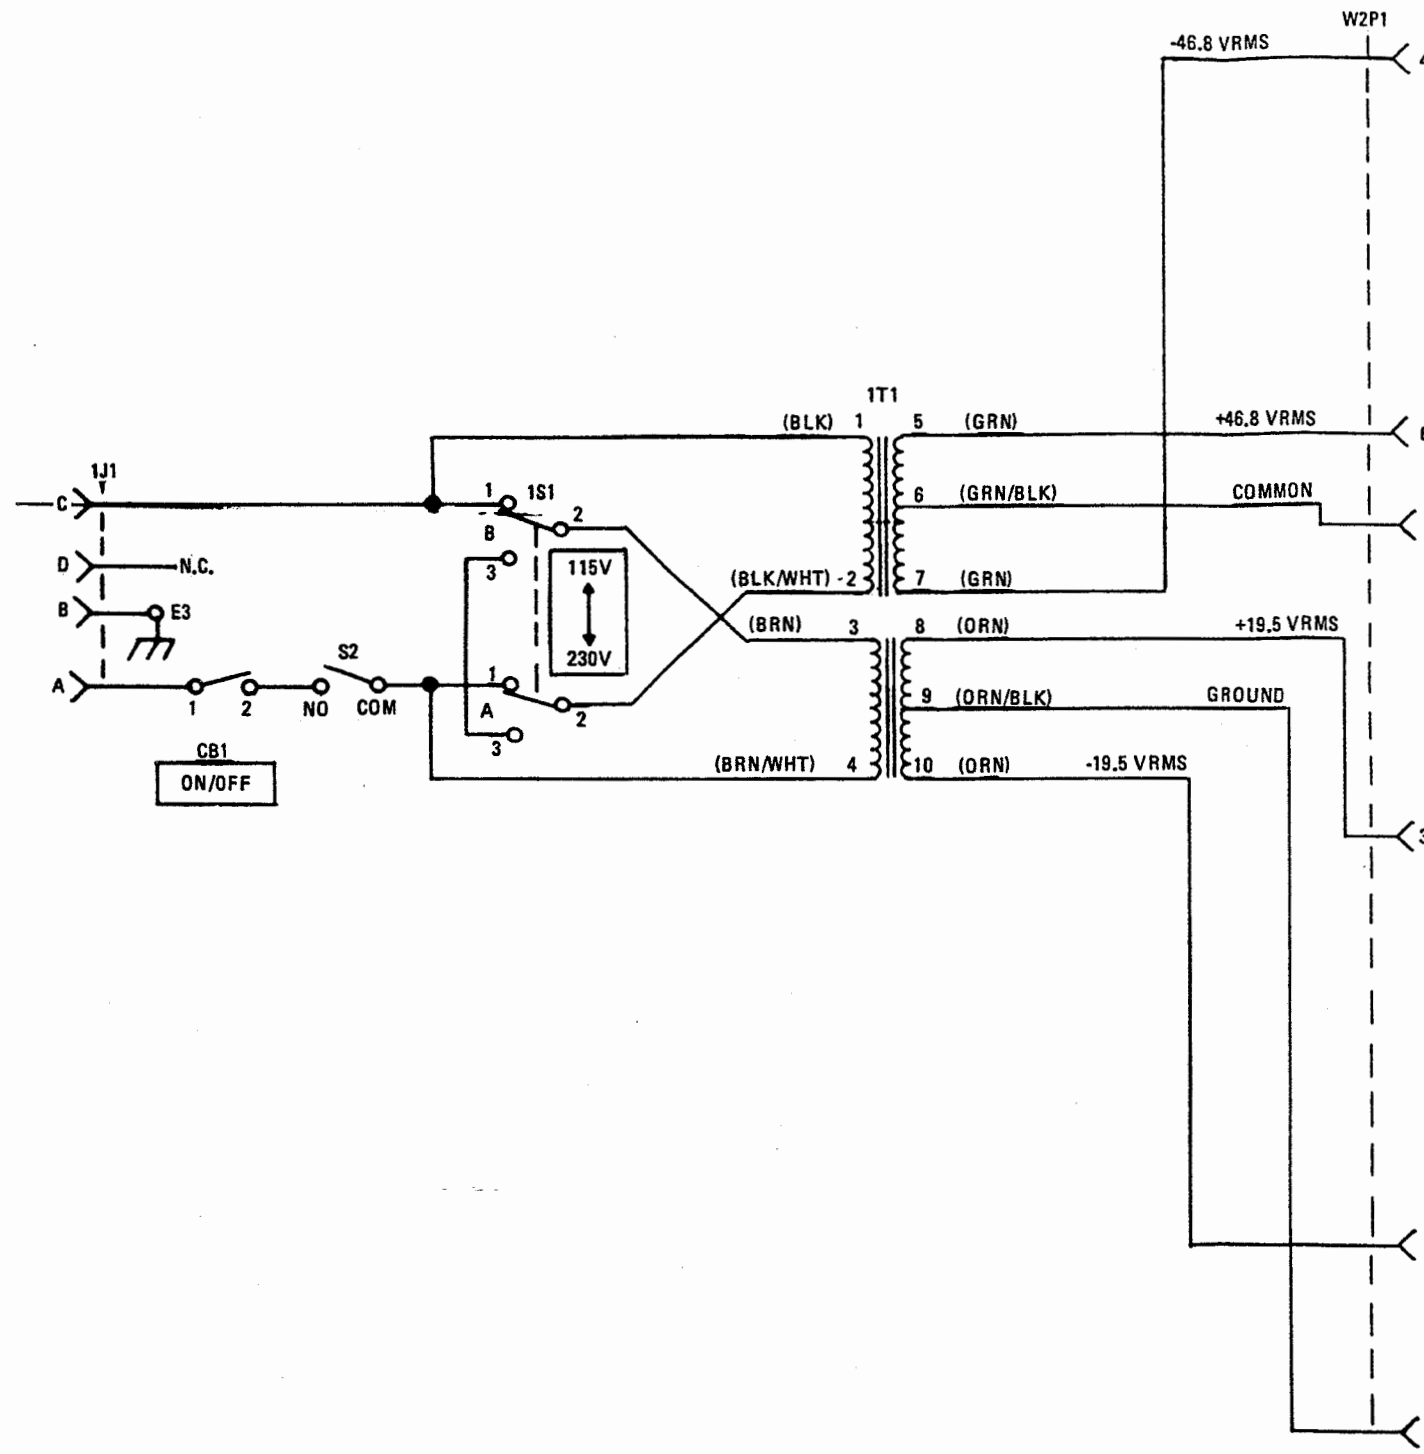 W2P1
-46.8 VRMS
1T1
(BLK) 1 5 (GRN) +46.8 VRMS
1J1
C 1 1S1 6 (GRN/BLK) COMMON
2
B
D N.C. 3 115V (BLK/WHT) -2 7 (GRN)
B E3 (BRN) 3 8 (ORN) +19.5 VRMS
S2 230V
A 1 2 NO COM 1 A 2 9 (ORN/BLK) GROUND
3
CB1 (BRN/WHT) 4 10 (ORN) -19.5 VRMS
ON/OFF